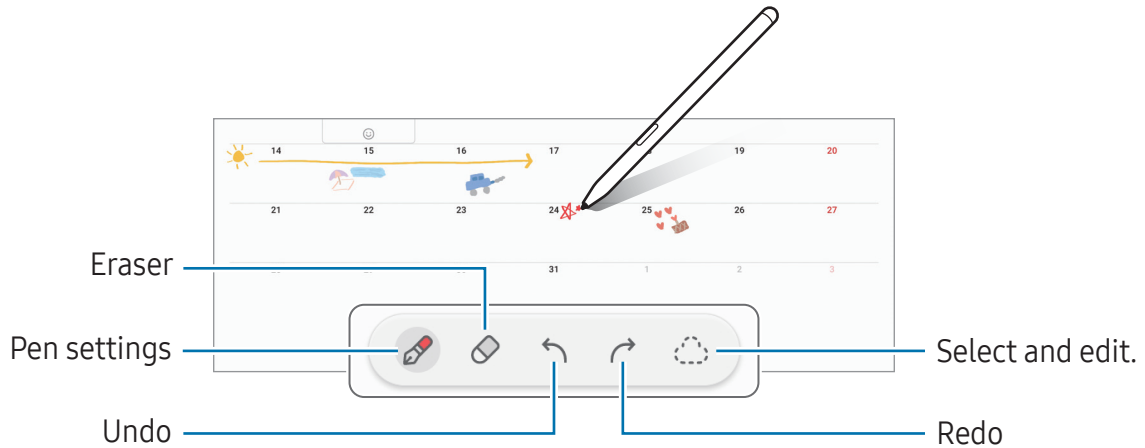 14 15 16 17 19 20
21 22 23 24 25 26 27
31 1 2 3
Eraser
Pen settings
Select and edit.
Undo
Redo